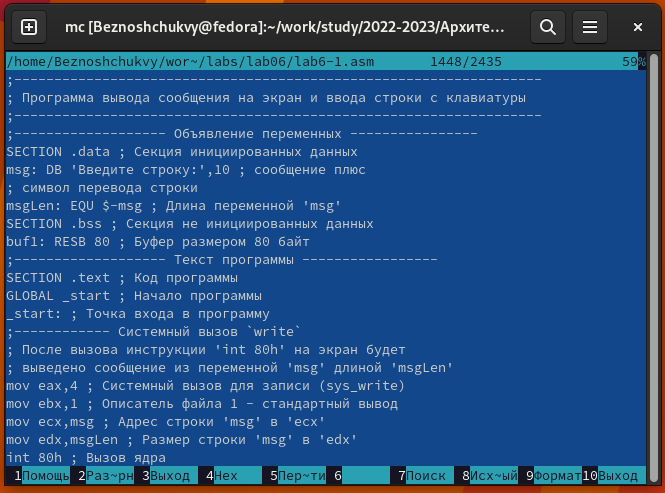 mc [Beznoshchukvy@fedora]:~/work/study/2022-2023/Архите…
/home/Beznoshchukvy/wor~/labs/lab06/lab6-1.asm 1448/2435 59%
;------------------------------------------------------------------
; Программа вывода сообщения на экран и ввода строки с клавиатуры
;------------------------------------------------------------------
;------------------- Объявление переменных ----------------
SECTION .data ; Секция инициированных данных
msg: DB 'Введите строку:',10 ; сообщение плюс
; символ перевода строки
msgLen: EQU $-msg ; Длина переменной 'msg'
SECTION .bss ; Секция не инициированных данных
buf1: RESB 80 ; Буфер размером 80 байт
;------------------- Текст программы -----------------
SECTION .text ; Код программы
GLOBAL _start ; Начало программы
_start: ; Точка входа в программу
;------------ Системный вызов `write`
; После вызова инструкции 'int 80h' на экран будет
; выведено сообщение из переменной 'msg' длиной 'msgLen'
mov eax,4 ; Системный вызов для записи (sys_write)
mov ebx,1 ; Описатель файла 1 - стандартный вывод
mov ecx,msg ; Адрес строки 'msg' в 'ecx'
mov edx,msgLen ; Размер строки 'msg' в 'edx'
int 80h ; Вызов ядра
1Помощь 2Раз~рн 3Выход 4Hex 5Пер~ти 6 7Поиск 8Исх~ый 9Формат 10Выход